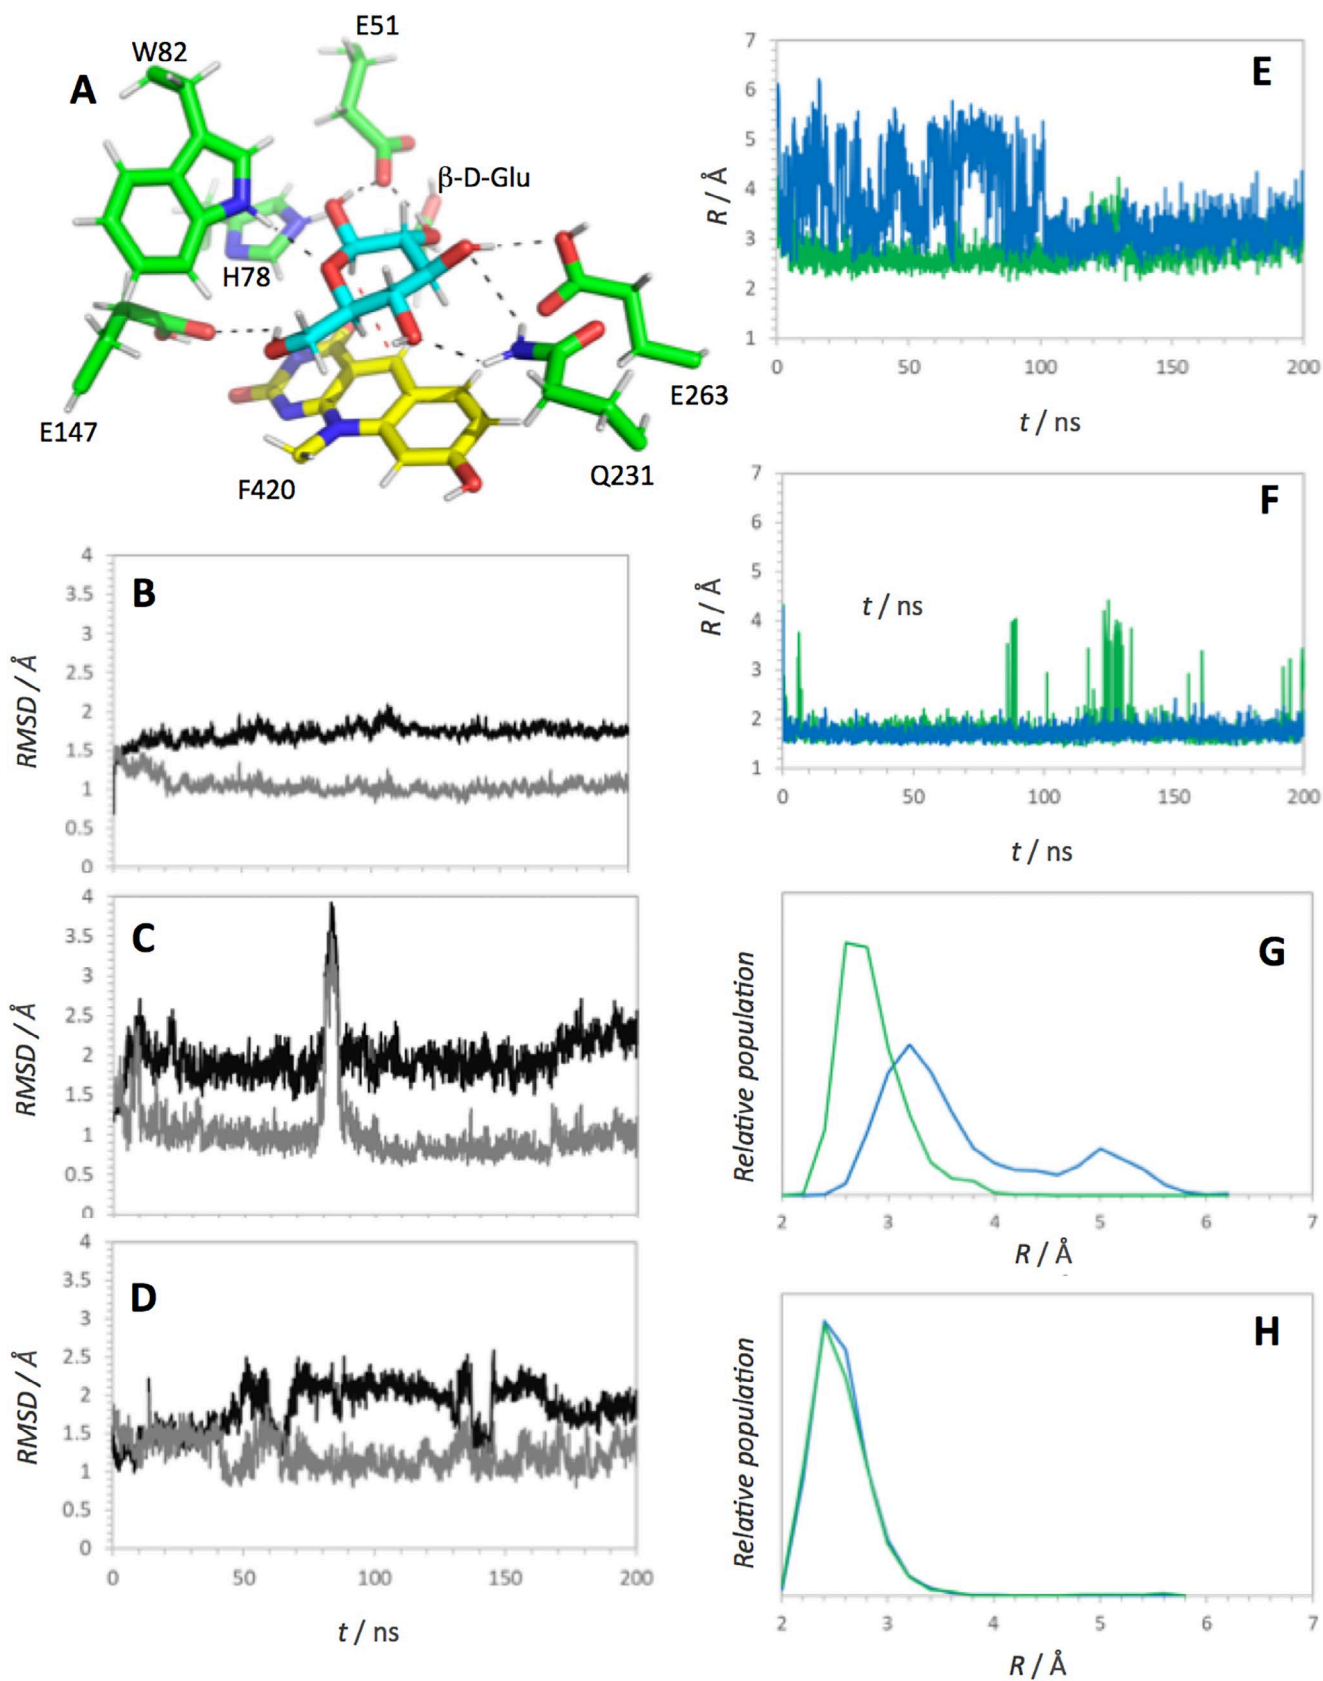 A
W82
E51
β-D-Glu
H78
E147
F420
E263
Q231
B
4
3.5
3
2.5
2
1.5
1
0.5
0
RMSD / Å
C
4
3.5
3
2.5
2
1.5
1
0.5
0
RMSD / Å
D
4
3.5
3
2.5
2
1.5
1
0.5
0
RMSD / Å
0 50 100 150 200
t / ns
E
7
6
5
4
3
2
1
R / Å
0 50 100 150 200
t / ns
F
7
6
5
4
3
2
1
R / Å
t / ns
0 50 100 150 200
t / ns
G
Relative population
2 3 4 5 6 7
R / Å
H
Relative population
2 3 4 5 6 7
R / Å